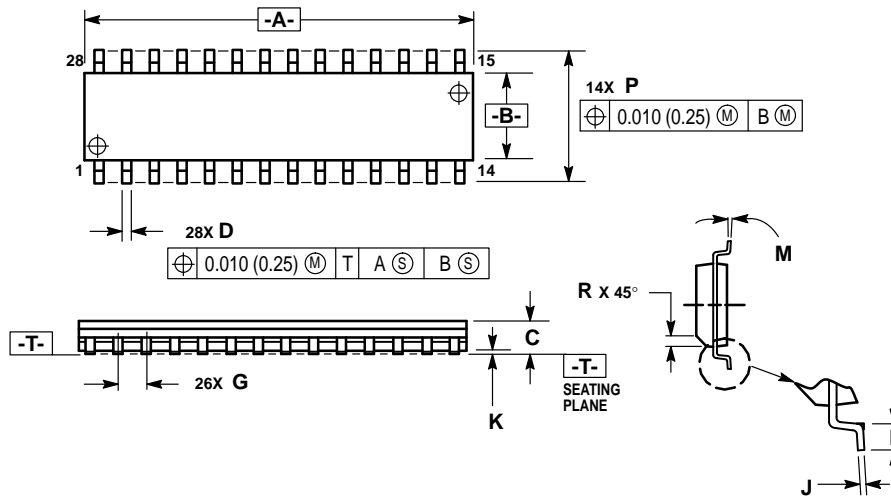 -A-
28
15
14X P
-B-
⌖ 0.010 (0.25) Ⓜ B Ⓜ
1
14
28X D
⌖ 0.010 (0.25) Ⓜ T A Ⓢ B Ⓢ
M
R X 45°
-T-
C
-T-
SEATING
PLANE
26X G
K
J